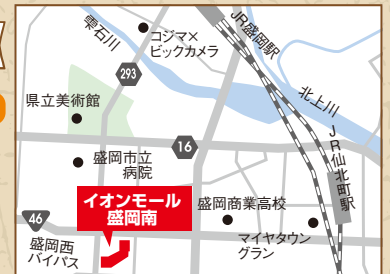 雫石川
コジマ×
ビックカメラ
JR盛岡駅
293
北上川
県立美術館
16
JR仙北町駅
盛岡市立
病院
イオンモール
盛岡南
盛岡商業高校
46
盛岡西
バイパス
マイヤタウン
グラン